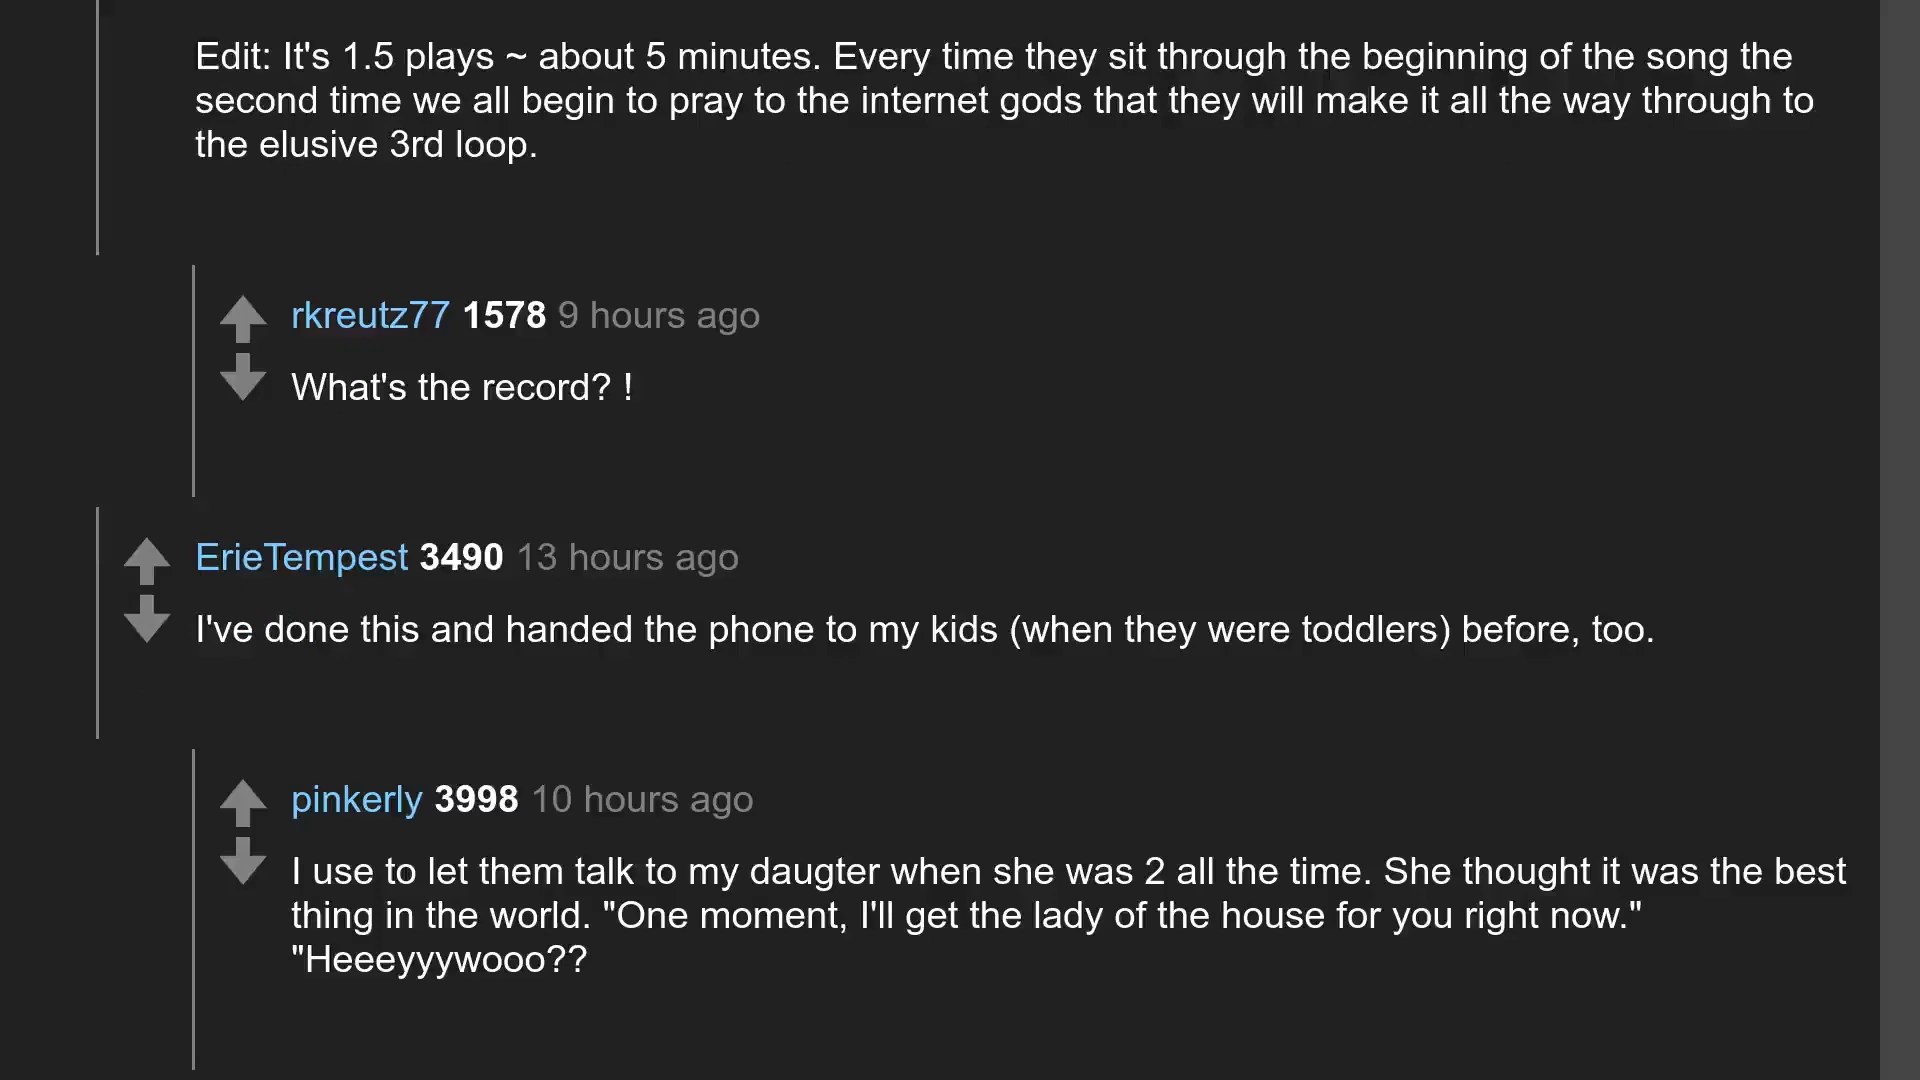 Edit: It's 1.5 plays ~ about 5 minutes. Every time they sit through the beginning of the song the
second time we all begin to pray to the internet gods that they will make it all the way through to
the elusive 3rd loop.
rkreutz77 1578 9 hours ago
What's the record? !
ErieTempest 3490 13 hours ago
I've done this and handed the phone to my kids (when they were toddlers) before, too.
pinkerly 3998 10 hours ago
I use to let them talk to my daugter when she was 2 all the time. She thought it was the best
thing in the world. "One moment, I'll get the lady of the house for you right now."
"Heeeyyywooo??